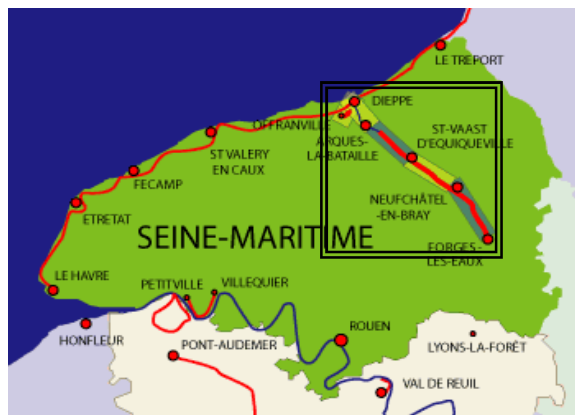 LE TRÉPORT
DIEPPE
OFFRANVILLE
ARQUES-
LA-BATAILLE
ST-VAAST
D'EQUIQUEVILLE
ST VALERY
EN CAUX
FECAMP
NEUFCHÂTEL
-EN-BRAY
ETRETAT
SEINE-MARITIME
FORGES-
LES-EAUX
LE HAVRE
PETITVILLE
VILLEQUIER
HONFLEUR
ROUEN
PONT-AUDEMER
LYONS-LA-FORÊT
VAL DE REUIL